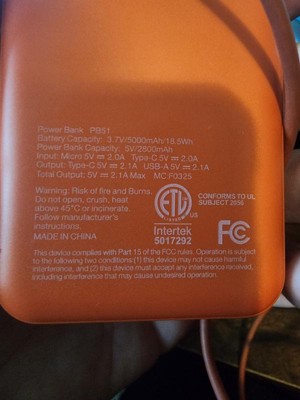 Power Bank PB51
Battery Capacity: 3.7V/5000mAh/18.5Wh
Power Bank Capacity: 5V/2800mAh
Input: Micro 5V ⎓ 2.0A Type-C 5V ⎓ 2.0A
Output: Type-C 5V ⎓ 2.1A USB-A 5V ⎓ 2.1A
Total Output: 5V ⎓ 2.1A Max MC F0325
Warning: Risk of fire and Burns.
Do not open, crush, heat
above 45°C or incinerate.
Follow manufacturer's
instructions.
MADE IN CHINA
ETL
US
Intertek
5017292
CONFORMS TO UL
SUBJECT 2056
FC
This device complies with Part 15 of the FCC rules. Operation is subject
to the following two conditions:(1) this device may not cause harmful
interference, and (2) this device must accept any interference received,
including interference that may cause undesired operation.